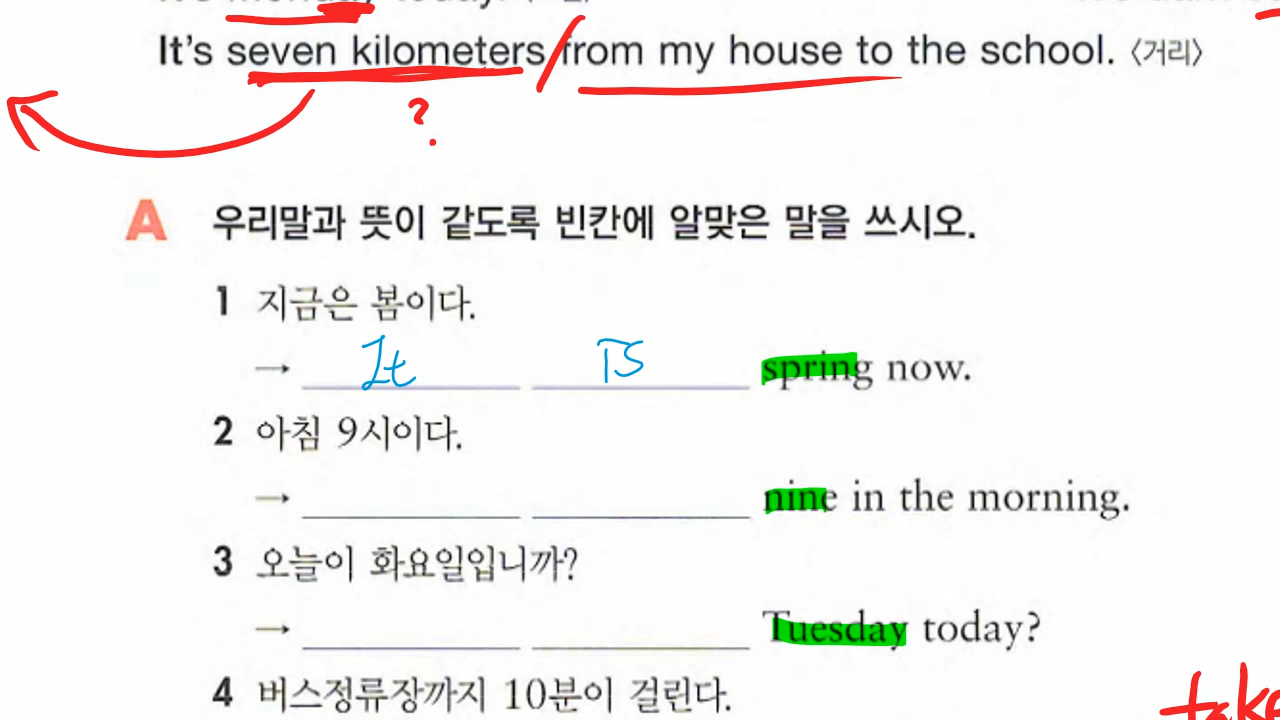 It's Monday today.
It's seven kilometers from my house to the school. 〈거리〉
?
A 우리말과 뜻이 같도록 빈칸에 알맞은 말을 쓰시오.
1 지금은 봄이다.
→ It is spring now.
2 아침 9시이다.
→ nine in the morning.
3 오늘이 화요일입니까?
→ Tuesday today?
4 버스정류장까지 10분이 걸린다.
take